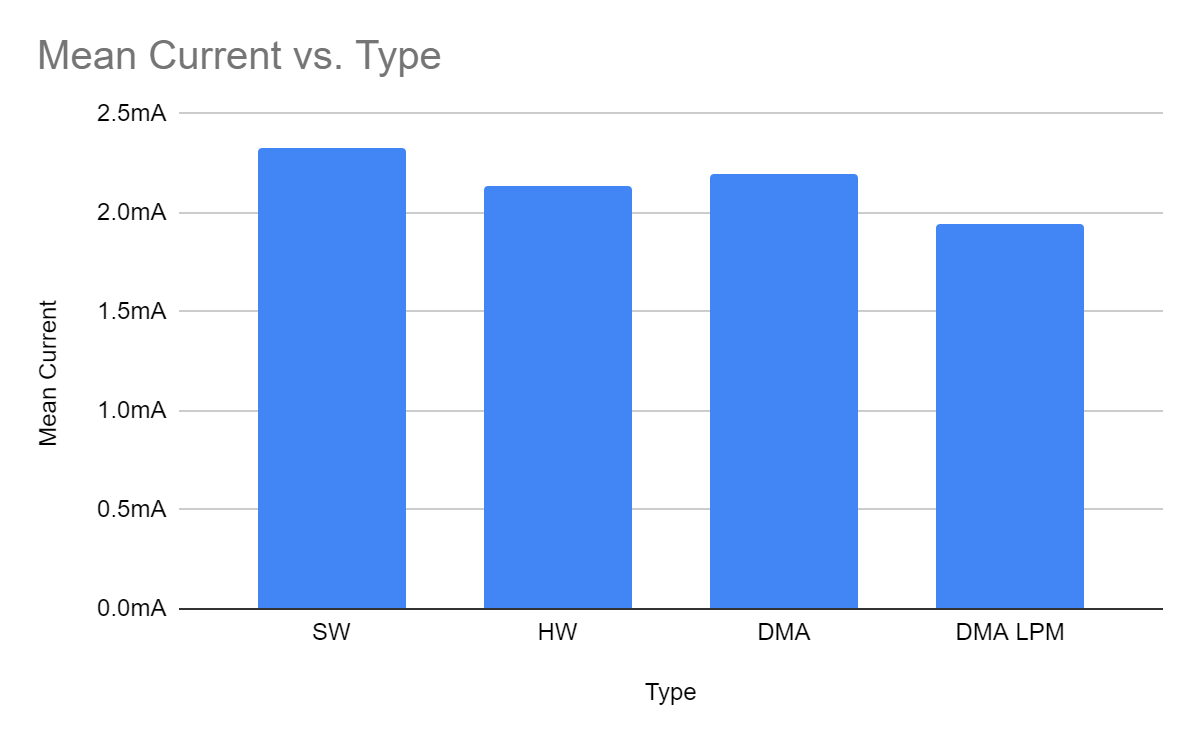 Mean Current vs. Type
2.5mA
2.0mA
1.5mA
1.0mA
0.5mA
0.0mA
Mean Current
SW
HW
DMA
DMA LPM
Type